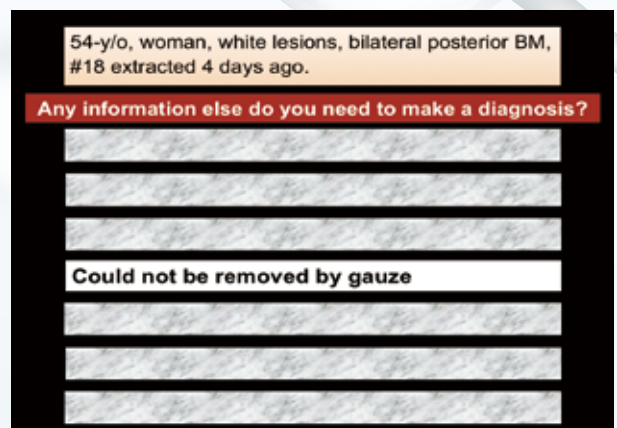 54-y/o, woman, white lesions, bilateral posterior BM,
#18 extracted 4 days ago.
Any information else do you need to make a diagnosis?
Could not be removed by gauze